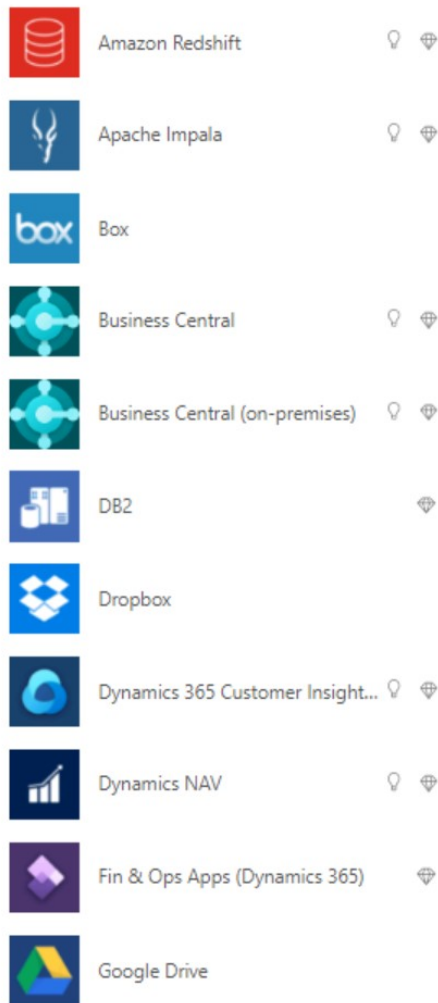 Amazon Redshift
Apache Impala
box
Box
Business Central
Business Central (on-premises)
DB2
Dropbox
Dynamics 365 Customer Insight...
Dynamics NAV
Fin & Ops Apps (Dynamics 365)
Google Drive